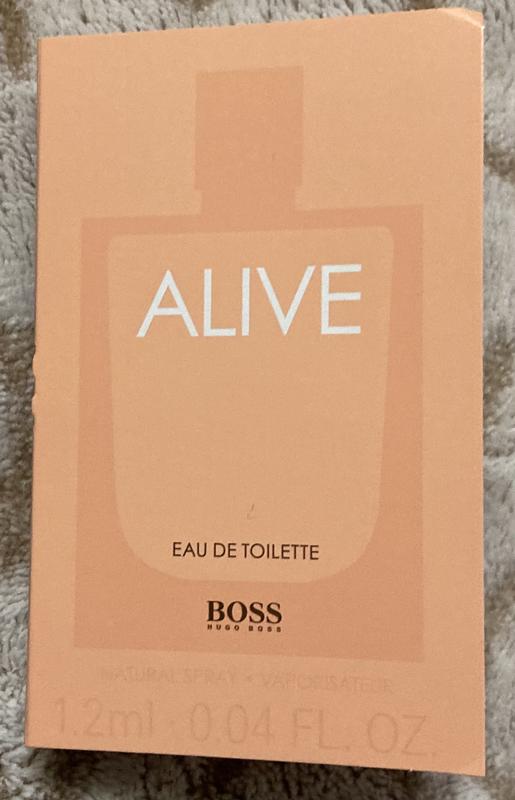 ALIVE
EAU DE TOILETTE
BOSS
HUGO BOSS
NATURAL SPRAY • VAPORISATEUR
1.2ml · 0.04 FL. OZ.